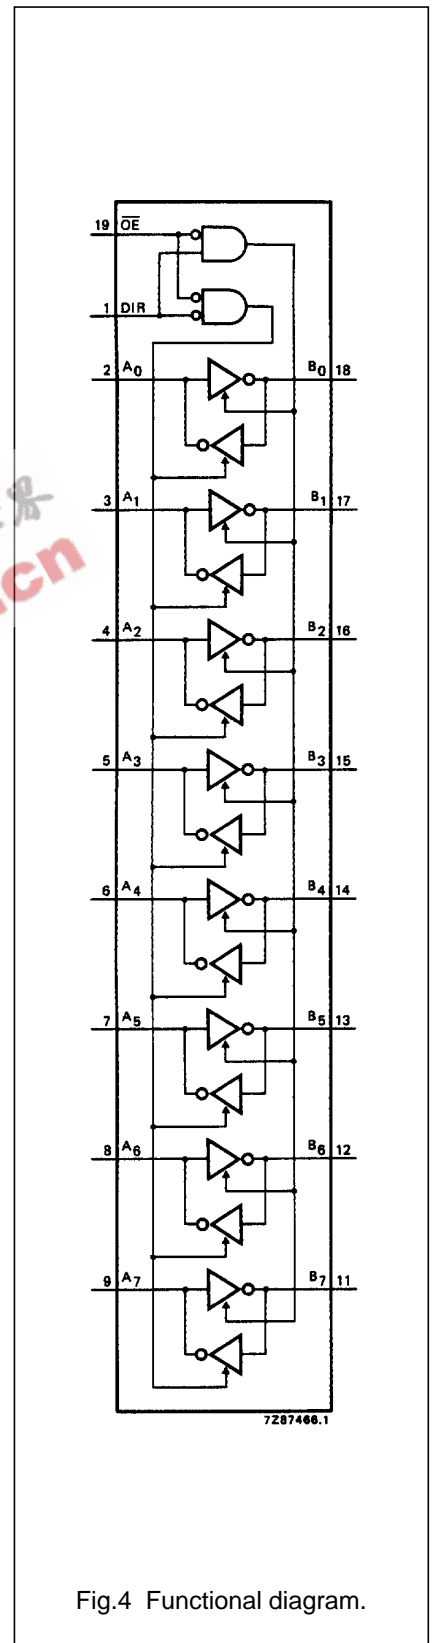 19 O̅E̅
1 DIR
2 A0 B0 18
3 A1 B1 17
4 A2 B2 16
5 A3 B3 15
6 A4 B4 14
7 A5 B5 13
8 A6 B6 12
9 A7 B7 11
7Z87466.1
Fig.4 Functional diagram.